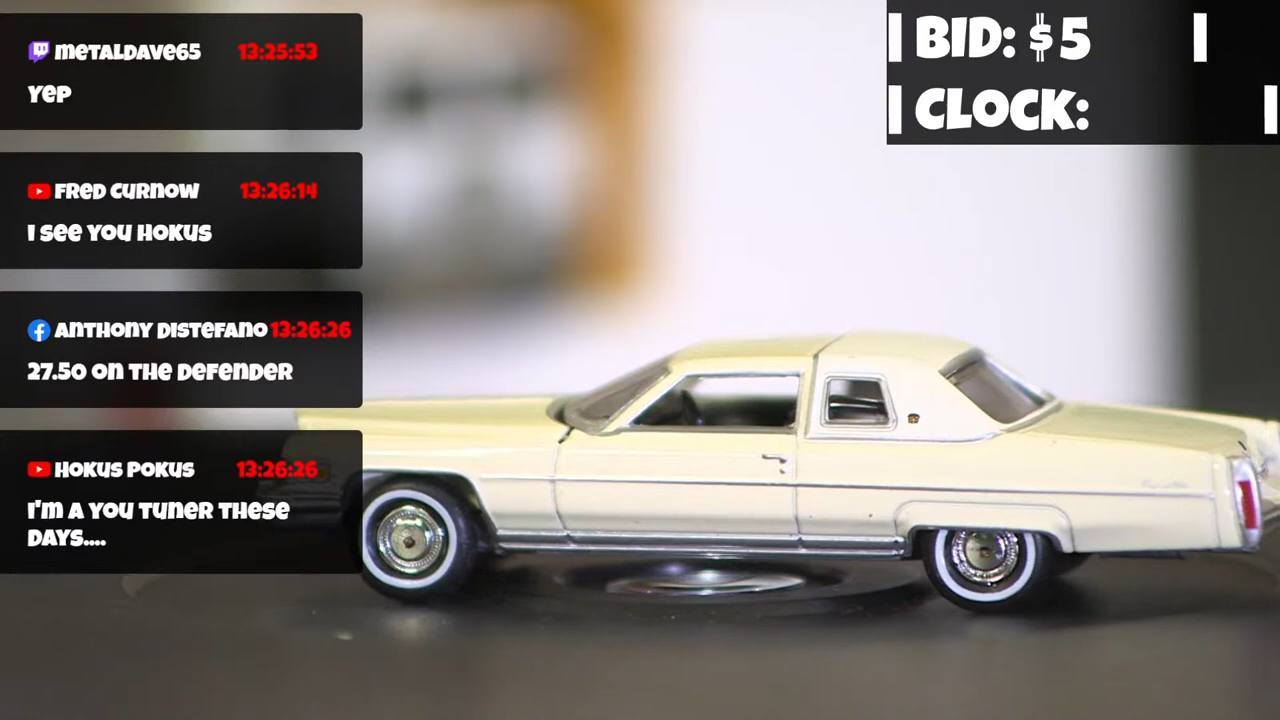 metaldave65 13:25:53
Yep
Fred Curnow 13:26:14
I see you Hokus
Anthony DiStefano 13:26:26
27.50 on the defender
Hokus Pokus 13:26:26
I'm a You Tuner these
days....
| BID: $5 |
| CLOCK: |